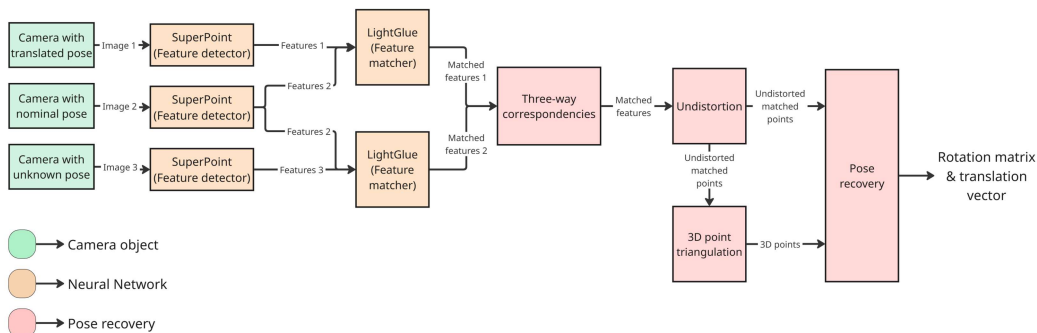 Camera with
translated pose
Image 1
SuperPoint
(Feature detector)
Features 1
LightGlue
(Feature
matcher)
Matched
features 1
Features 2
Camera with
nominal pose
Image 2
SuperPoint
(Feature detector)
Features 2
Camera with
unknown pose
Image 3
SuperPoint
(Feature detector)
Features 3
LightGlue
(Feature
matcher)
Matched
features 2
Three-way
correspondencies
Matched
features
Undistortion
Undistorted
matched
points
Undistorted
matched
points
3D point
triangulation
3D points
Pose
recovery
Rotation matrix
& translation
vector
Camera object
Neural Network
Pose recovery